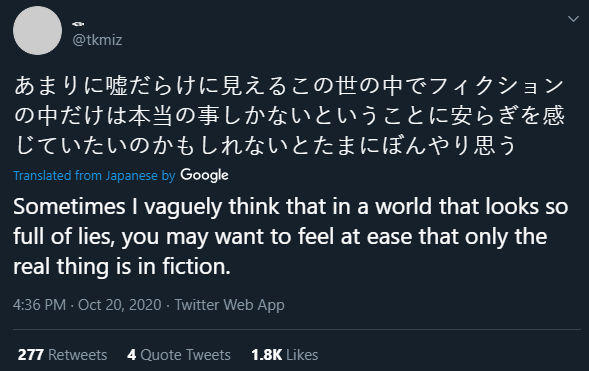 @tkmiz
あまりに嘘だらけに見えるこの世の中でフィクション
の中だけは本当の事しかないということに安らぎを感
じていたいのかもしれないとたまにぼんやり思う
Translated from Japanese by Google
Sometimes I vaguely think that in a world that looks so
full of lies, you may want to feel at ease that only the
real thing is in fiction.
4:36 PM · Oct 20, 2020 · Twitter Web App
277 Retweets 4 Quote Tweets 1.8K Likes